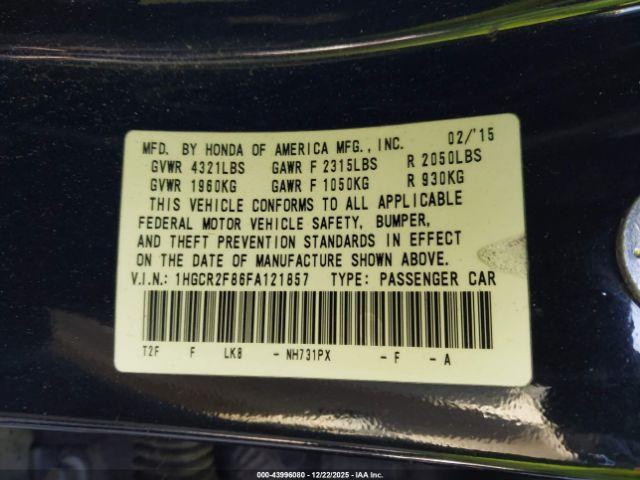 MFD. BY HONDA OF AMERICA MFG., INC. 02/'15
GVWR 4321LBS GAWR F 2315LBS R 2050LBS
GVWR 1960KG GAWR F 1050KG R 930KG
THIS VEHICLE CONFORMS TO ALL APPLICABLE
FEDERAL MOTOR VEHICLE SAFETY, BUMPER,
AND THEFT PREVENTION STANDARDS IN EFFECT
ON THE DATE OF MANUFACTURE SHOWN ABOVE.
V.I.N.: 1HGCR2F86FA121857 TYPE: PASSENGER CAR
T2F F LK8 - NH731PX - F - A
000-43996080 - 12/22/2025 - IAA Inc.